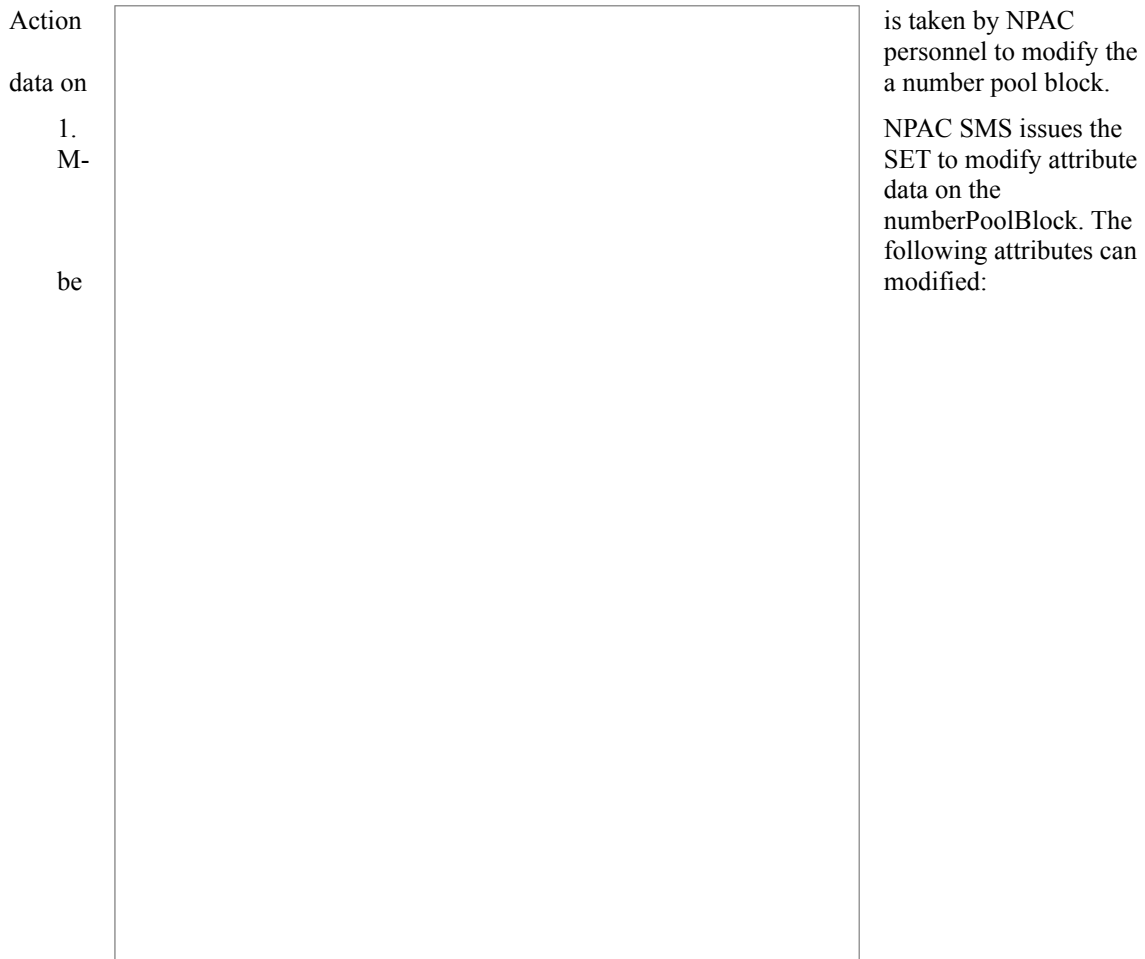 Action is taken by NPAC
personnel to modify the
data on a number pool block.
1. NPAC SMS issues the
M- SET to modify attribute
data on the
numberPoolBlock. The
following attributes can
be modified: